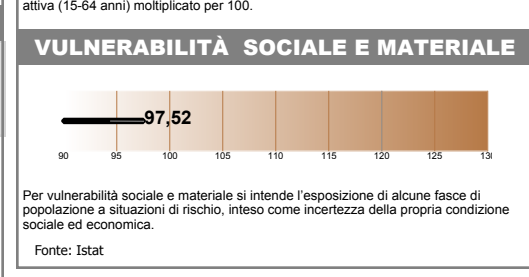 attiva (15-64 anni) moltiplicato per 100.
VULNERABILITÀ SOCIALE E MATERIALE
97,52
90 95 100 105 110 115 120 125 130
Per vulnerabilità sociale e materiale si intende l'esposizione di alcune fasce di
popolazione a situazioni di rischio, inteso come incertezza della propria condizione
sociale ed economica.
Fonte: Istat